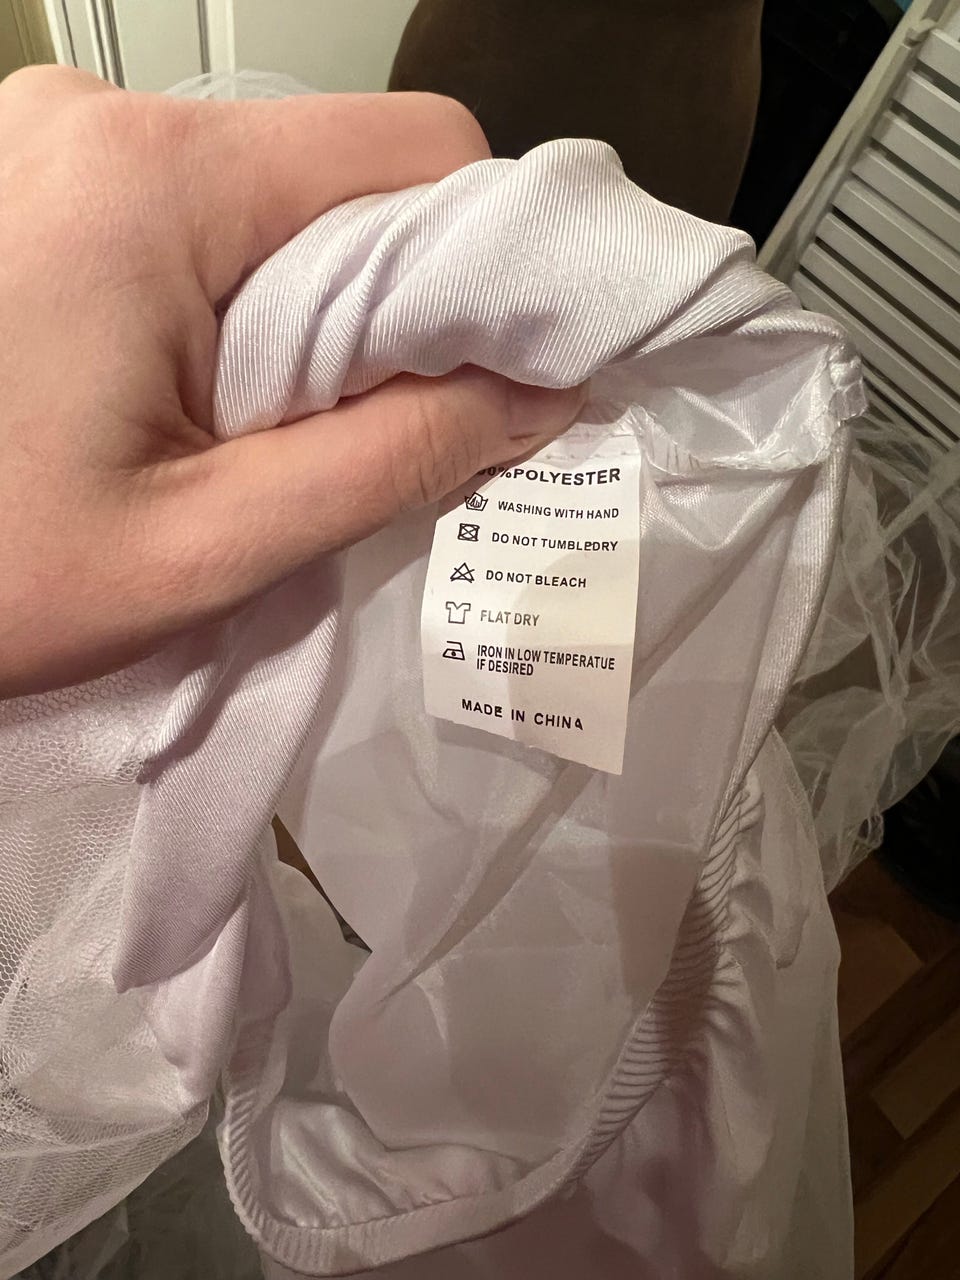 0%POLYESTER
WASHING WITH HAND
DO NOT TUMBLEDRY
DO NOT BLEACH
FLAT DRY
IRON IN LOW TEMPERATUE
IF DESIRED
MADE IN CHINA